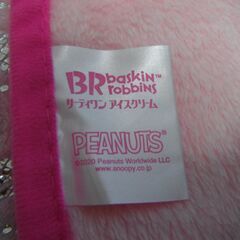 BR baskin robbins™
サーティワン アイスクリーム
PEANUTS®
©2020 Peanuts Worldwide LLC
www.snoopy.co.jp